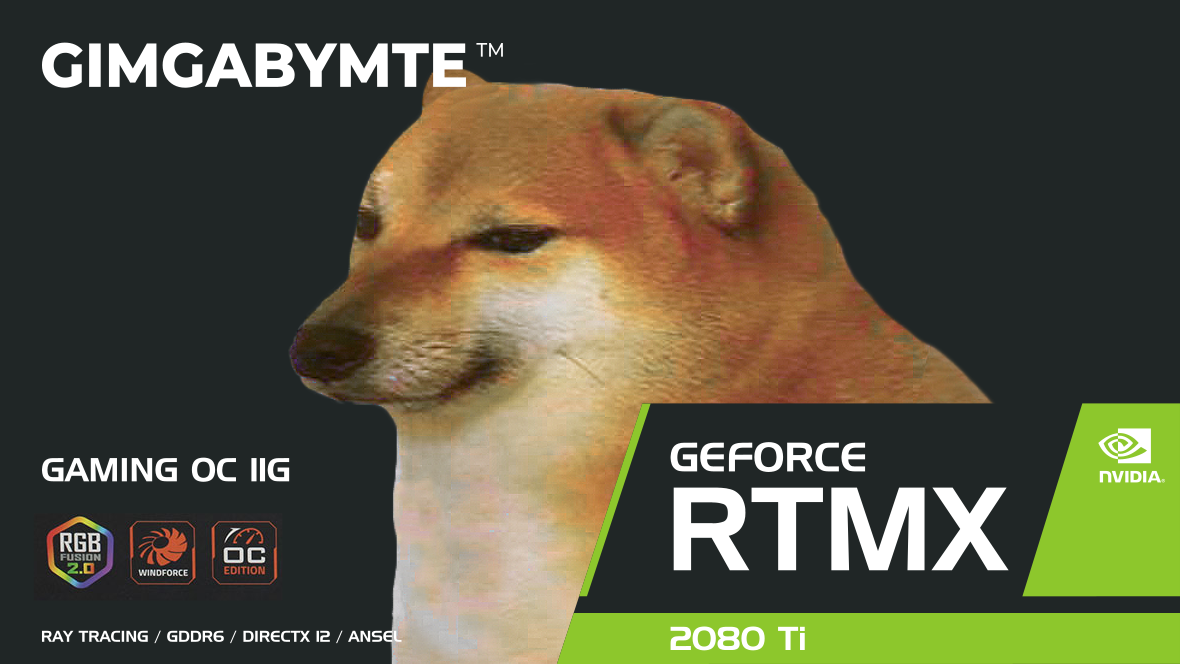 GIMGABYMTE™
GAMING OC 11G
RGB
FUSION
2.0
WINDFORCE
OC
EDITION
RAY TRACING / GDDR6 / DIRECTX 12 / ANSEL
GEFORCE
RTMX
2080 Ti
NVIDIA.